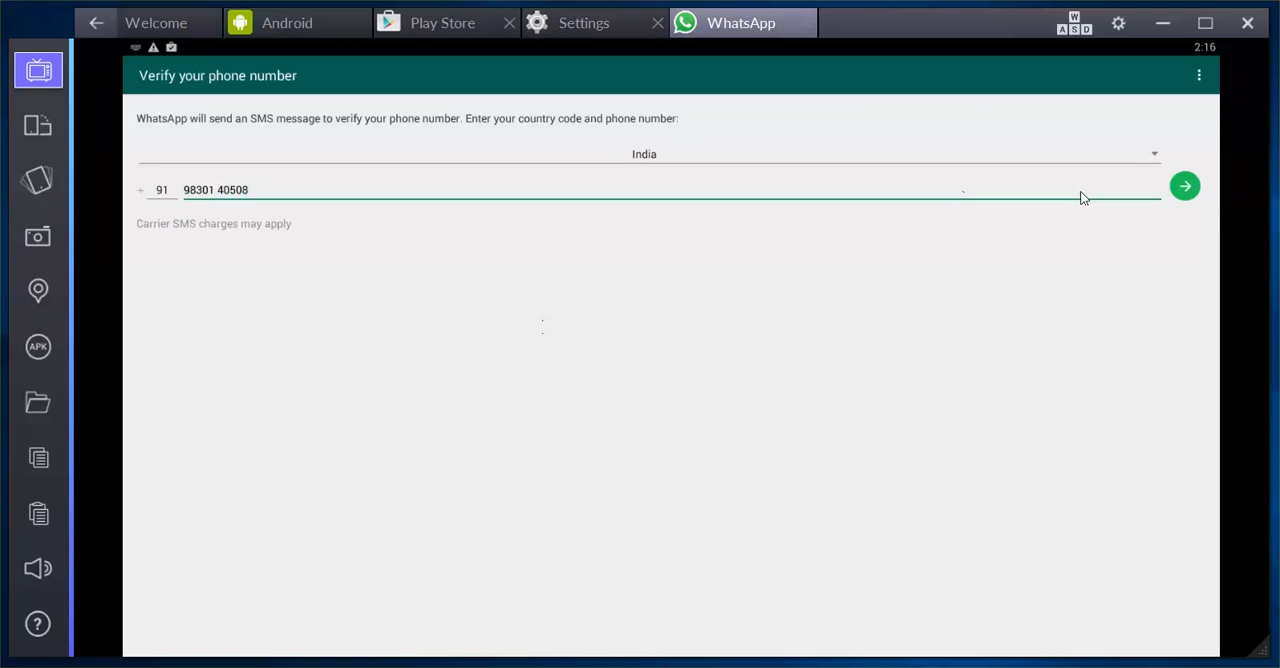 Welcome Android Play Store Settings WhatsApp W A S D
2:16
Verify your phone number
WhatsApp will send an SMS message to verify your phone number. Enter your country code and phone number:
India
+ 91 98301 40508
Carrier SMS charges may apply
APK
?